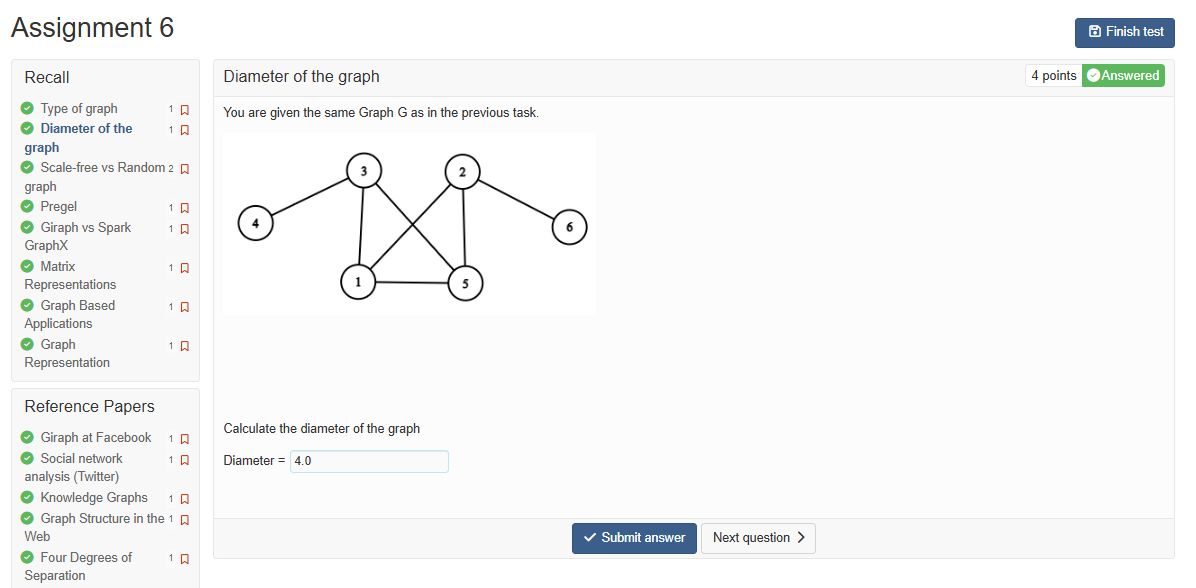 Assignment 6
Finish test
Recall
Type of graph 1
Diameter of the 1
graph
Scale-free vs Random 2
graph
Pregel 1
Giraph vs Spark 1
GraphX
Matrix 1
Representations
Graph Based 1
Applications
Graph 1
Representation
Reference Papers
Giraph at Facebook 1
Social network 1
analysis (Twitter)
Knowledge Graphs 1
Graph Structure in the 1
Web
Four Degrees of 1
Separation
Diameter of the graph
4 points Answered
You are given the same Graph G as in the previous task.
3 2
4 6
1 5
Calculate the diameter of the graph
Diameter = 4.0
Submit answer Next question